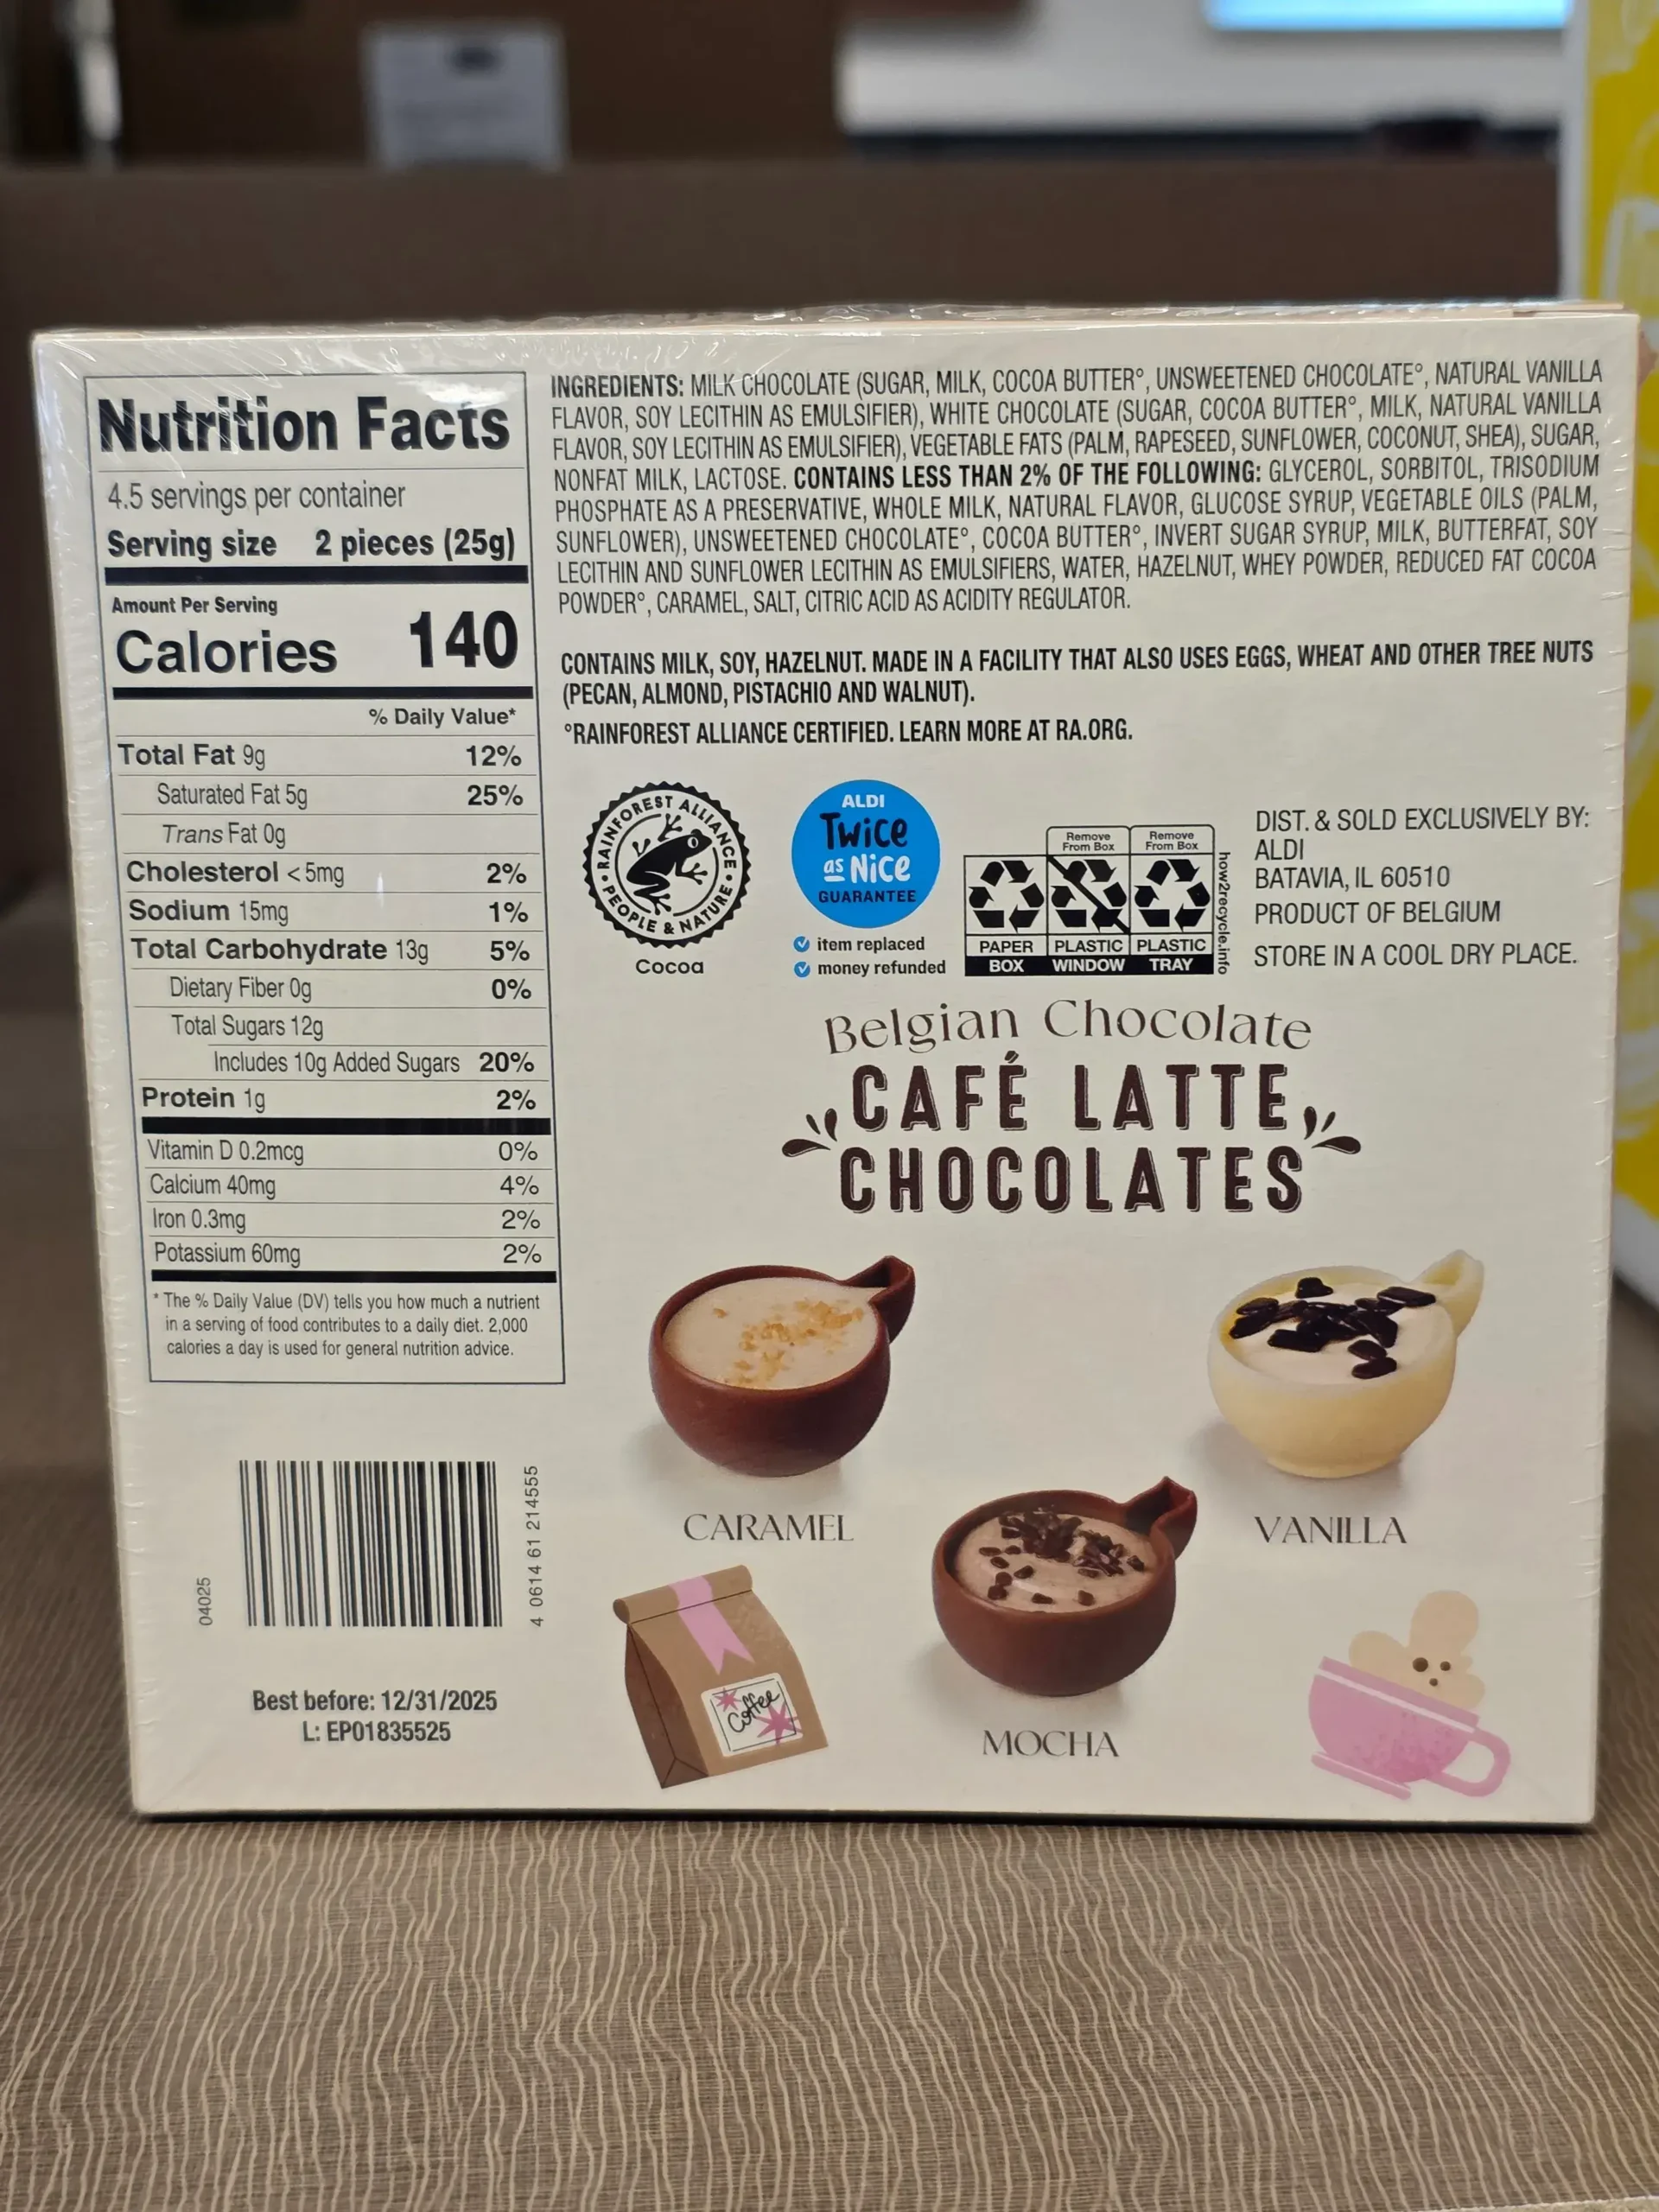 Nutrition Facts
4.5 servings per container
Serving size 2 pieces (25g)
Amount Per Serving
Calories 140
% Daily Value*
Total Fat 9g 12%
Saturated Fat 5g 25%
Trans Fat 0g
Cholesterol <5mg 2%
Sodium 15mg 1%
Total Carbohydrate 13g 5%
Dietary Fiber 0g 0%
Total Sugars 12g
Includes 10g Added Sugars 20%
Protein 1g 2%
Vitamin D 0.2mcg 0%
Calcium 40mg 4%
Iron 0.3mg 2%
Potassium 60mg 2%
* The % Daily Value (DV) tells you how much a nutrient
in a serving of food contributes to a daily diet. 2,000
calories a day is used for general nutrition advice.
04025
4 0614 61 214555
Best before: 12/31/2025
L: EP01835525
INGREDIENTS: MILK CHOCOLATE (SUGAR, MILK, COCOA BUTTER°, UNSWEETENED CHOCOLATE°, NATURAL VANILLA
FLAVOR, SOY LECITHIN AS EMULSIFIER), WHITE CHOCOLATE (SUGAR, COCOA BUTTER°, MILK, NATURAL VANILLA
FLAVOR, SOY LECITHIN AS EMULSIFIER), VEGETABLE FATS (PALM, RAPESEED, SUNFLOWER, COCONUT, SHEA), SUGAR,
NONFAT MILK, LACTOSE. CONTAINS LESS THAN 2% OF THE FOLLOWING: GLYCEROL, SORBITOL, TRISODIUM
PHOSPHATE AS A PRESERVATIVE, WHOLE MILK, NATURAL FLAVOR, GLUCOSE SYRUP, VEGETABLE OILS (PALM,
SUNFLOWER), UNSWEETENED CHOCOLATE°, COCOA BUTTER°, INVERT SUGAR SYRUP, MILK, BUTTERFAT, SOY
LECITHIN AND SUNFLOWER LECITHIN AS EMULSIFIERS, WATER, HAZELNUT, WHEY POWDER, REDUCED FAT COCOA
POWDER°, CARAMEL, SALT, CITRIC ACID AS ACIDITY REGULATOR.
CONTAINS MILK, SOY, HAZELNUT. MADE IN A FACILITY THAT ALSO USES EGGS, WHEAT AND OTHER TREE NUTS
(PECAN, ALMOND, PISTACHIO AND WALNUT).
°RAINFOREST ALLIANCE CERTIFIED. LEARN MORE AT RA.ORG.
RAINFOREST ALLIANCE
PEOPLE & NATURE
Cocoa
ALDI
Twice
as Nice
GUARANTEE
item replaced
money refunded
PAPER
BOX
Remove
From Box
PLASTIC
WINDOW
Remove
From Box
PLASTIC
TRAY
how2recycle.info
DIST. & SOLD EXCLUSIVELY BY:
ALDI
BATAVIA, IL 60510
PRODUCT OF BELGIUM
STORE IN A COOL DRY PLACE.
Belgian Chocolate
CAFÉ LATTE
CHOCOLATES
CARAMEL
VANILLA
MOCHA
Coffee